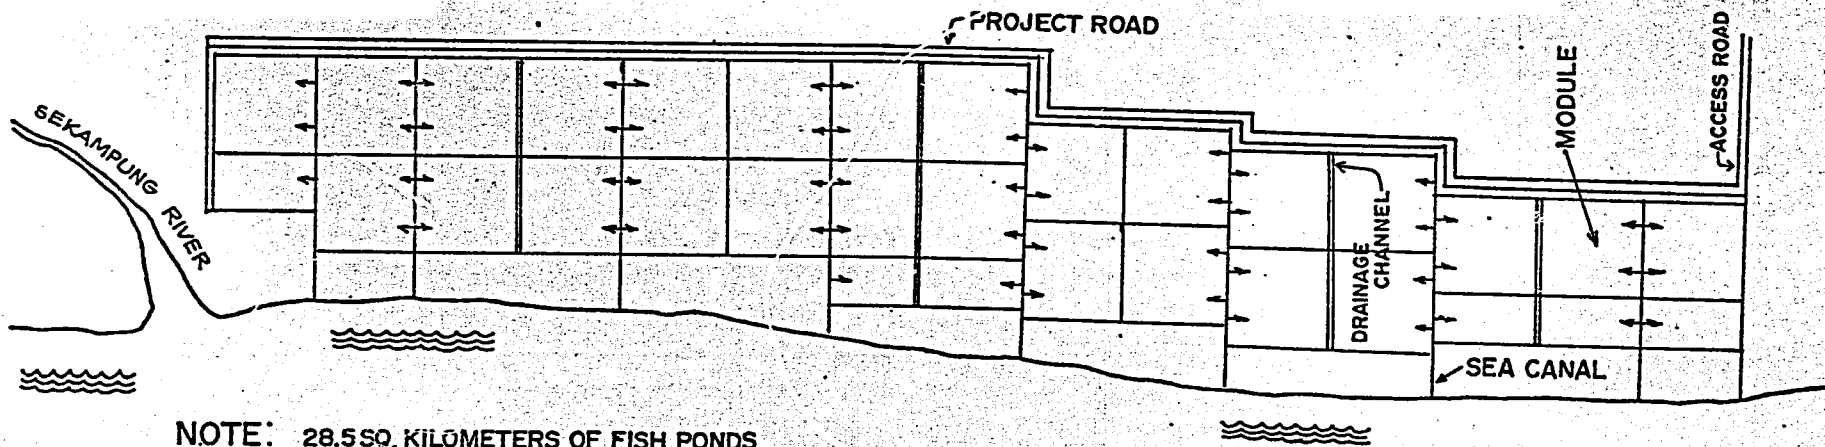 PROJECT ROAD
ACCESS ROAD
MODULE
SEKAMPUNG RIVER
DRAINAGE
CHANNEL
SEA CANAL
NOTE: 28.5 SQ. KILOMETERS OF FISH PONDS